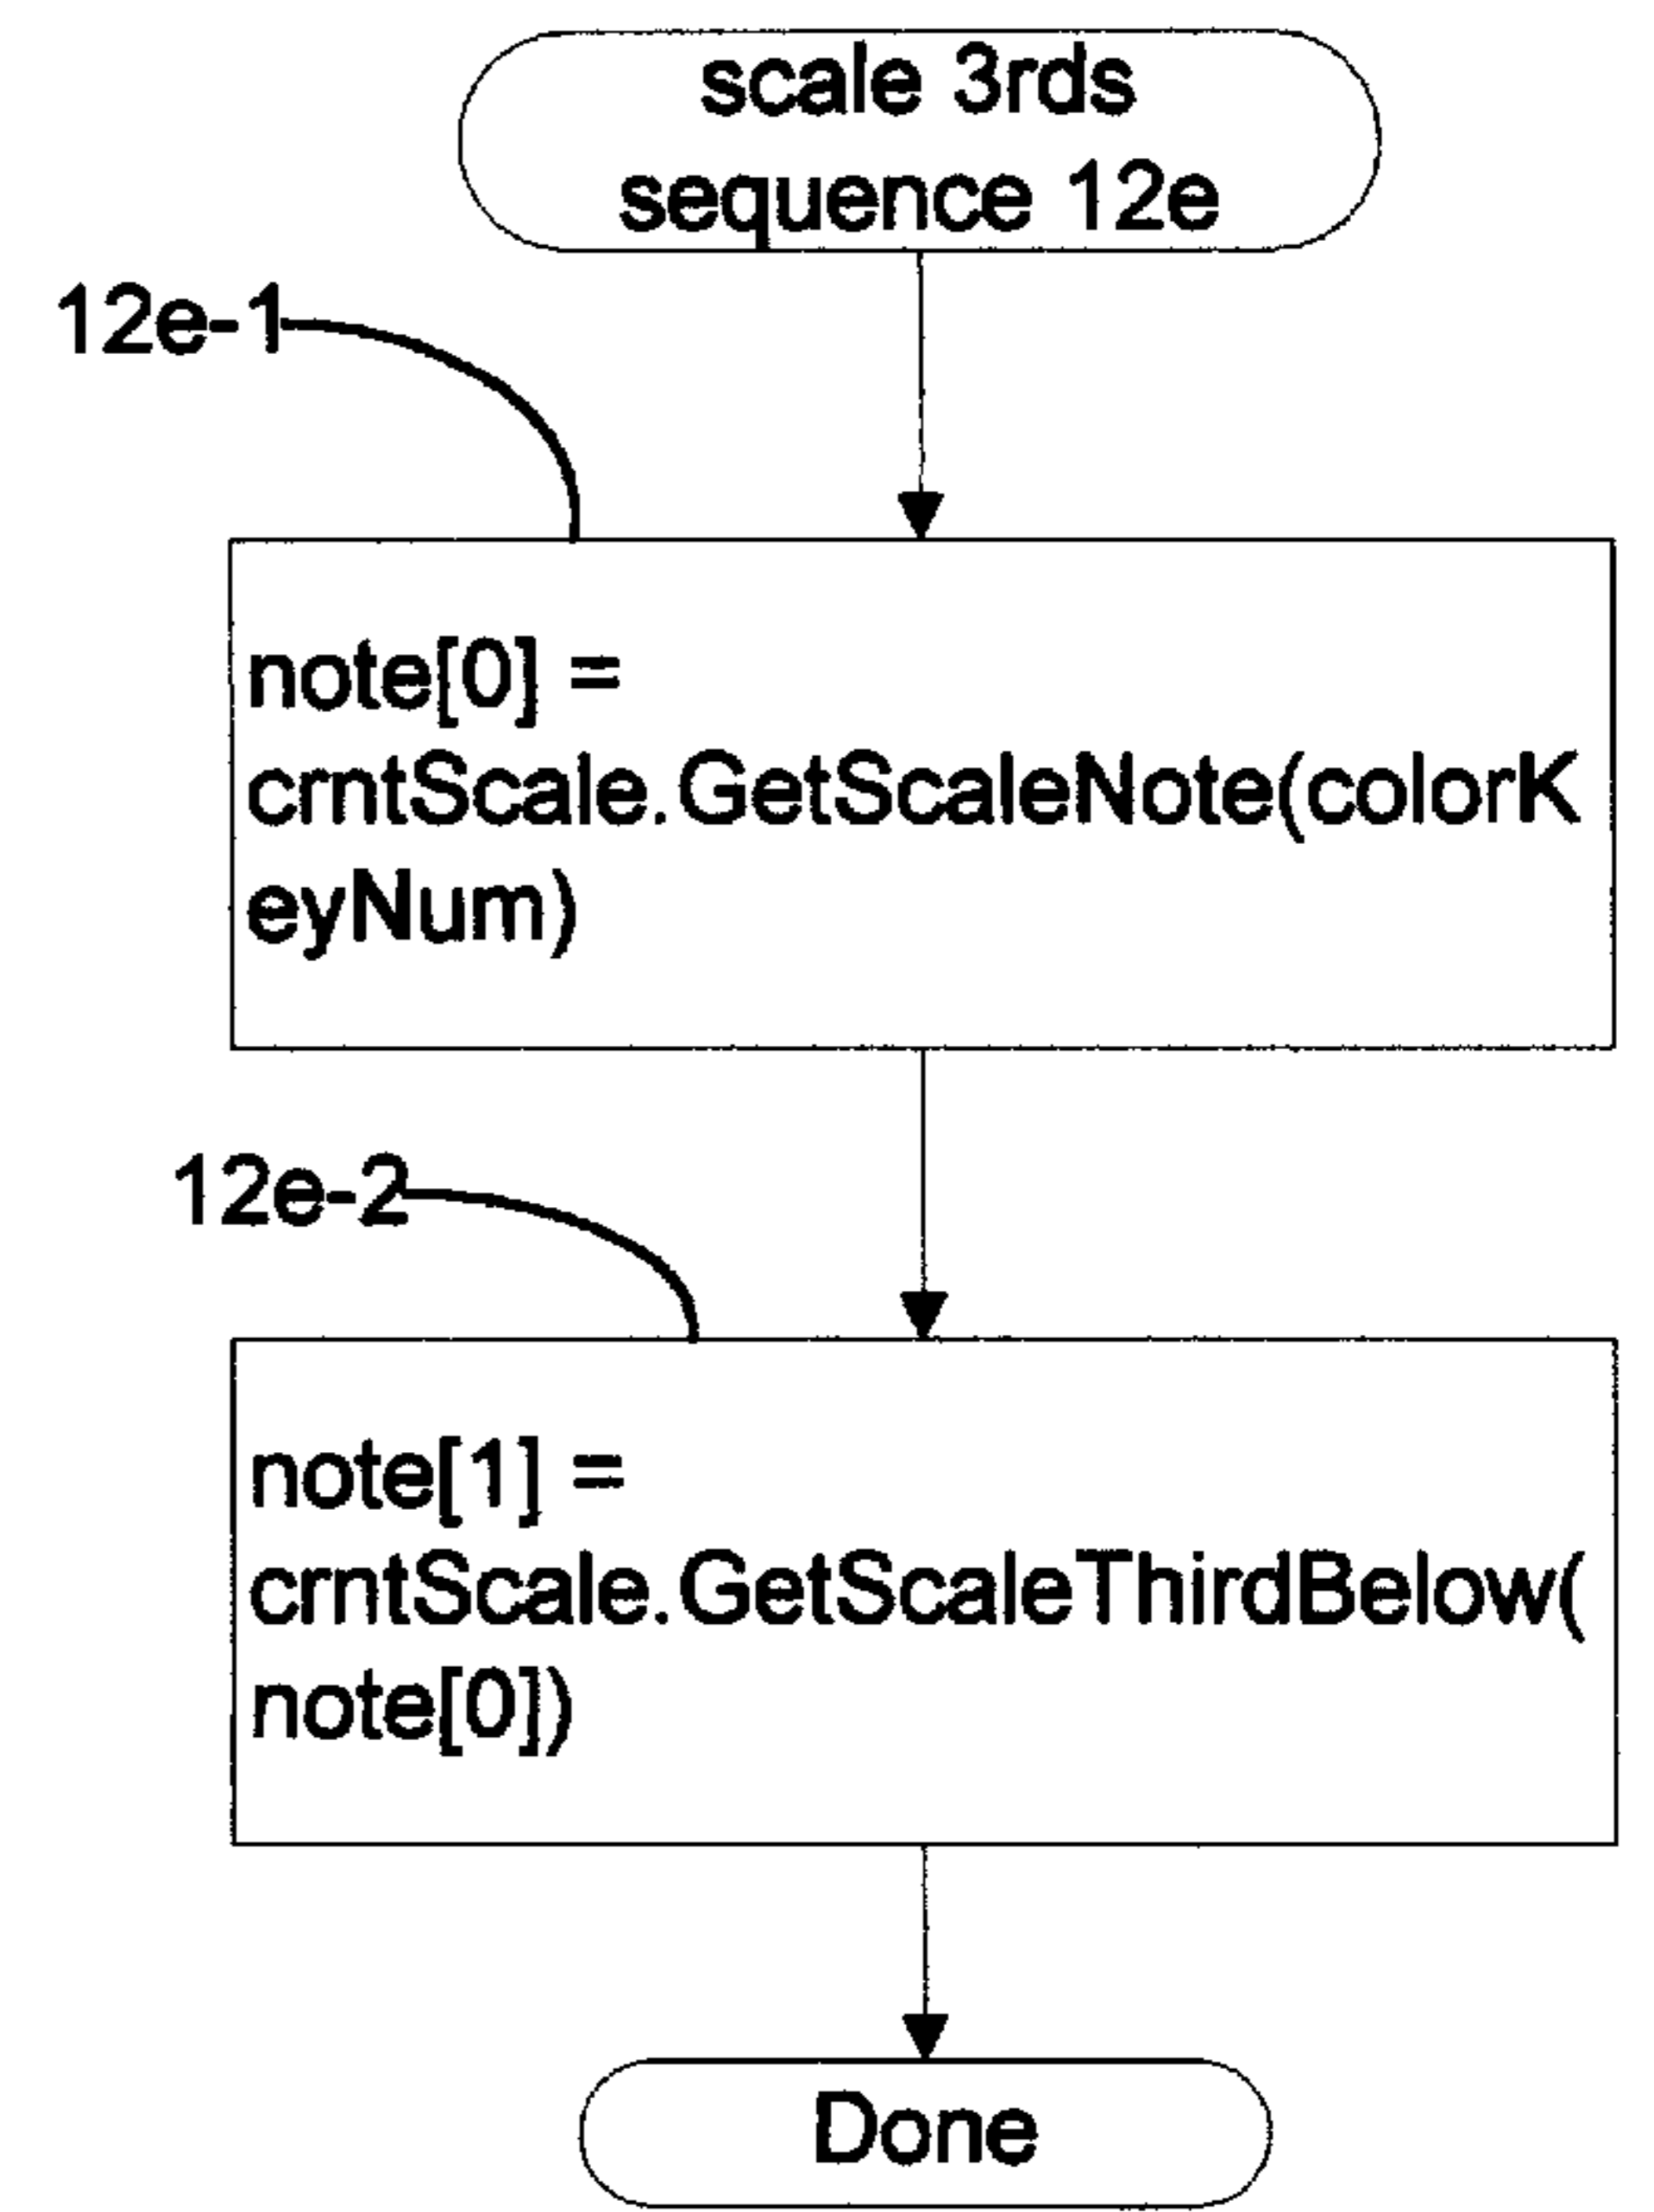 scale 3rds
sequence 12e
12e-1
note[0] =
crntScale.GetScaleNote(colorK
eyNum)
12e-2
note[1] =
crntScale.GetScaleThirdBelow(
note[0])
Done